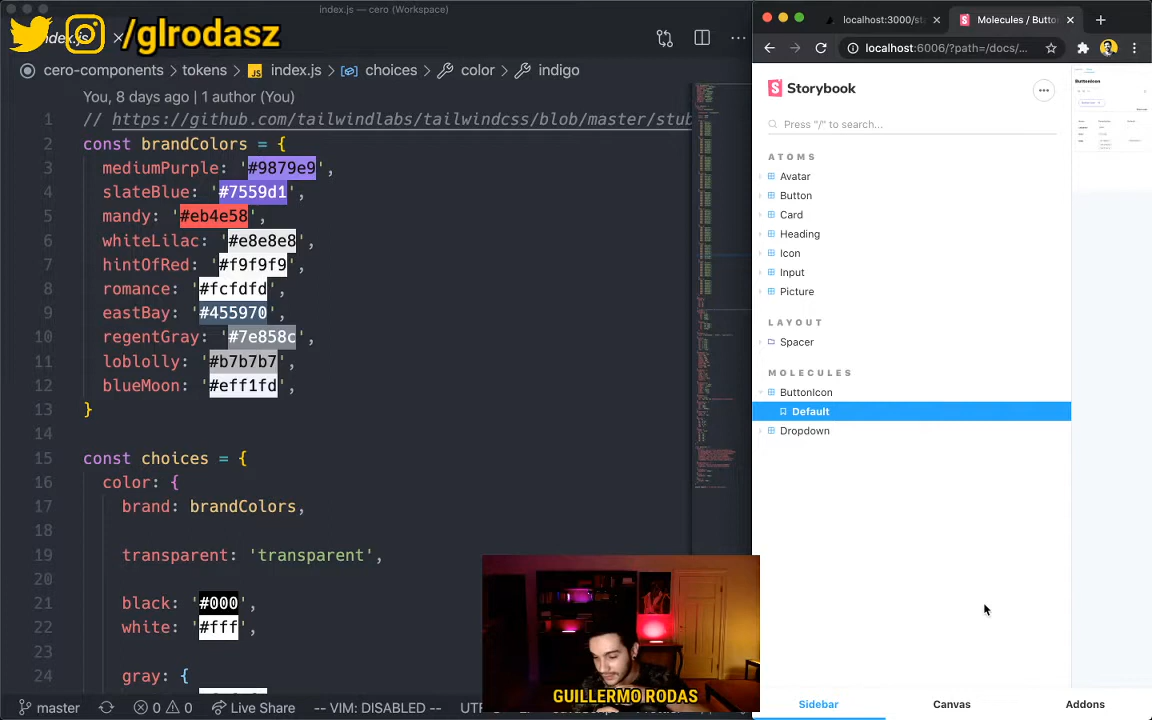 index.js — cero (Workspace)
/glrodasz
index.js
cero-components > tokens > JS index.js > choices > color > indigo
You, 8 days ago | 1 author (You)
1 // https://github.com/tailwindlabs/tailwindcss/blob/master/stub
2 const brandColors = {
3 mediumPurple: '#9879e9',
4 slateBlue: '#7559d1',
5 mandy: '#eb4e58',
6 whiteLilac: '#e8e8e8',
7 hintOfRed: '#f9f9f9',
8 romance: '#fcfdfd',
9 eastBay: '#455970',
10 regentGray: '#7e858c',
11 loblolly: '#b7b7b7',
12 blueMoon: '#eff1fd',
13 }
14
15 const choices = {
16 color: {
17 brand: brandColors,
18
19 transparent: 'transparent',
20
21 black: '#000',
22 white: '#fff',
23
24 gray: {
GUILLERMO RODAS
master 0 0 Live Share -- VIM: DISABLED --
localhost:3000/sta
Molecules / Butto
localhost:6006/?path=/docs/...
Storybook
Press "/" to search...
ATOMS
Avatar
Button
Card
Heading
Icon
Input
Picture
LAYOUT
Spacer
MOLECULES
ButtonIcon
Default
Dropdown
ButtonIcon
Sidebar Canvas Addons